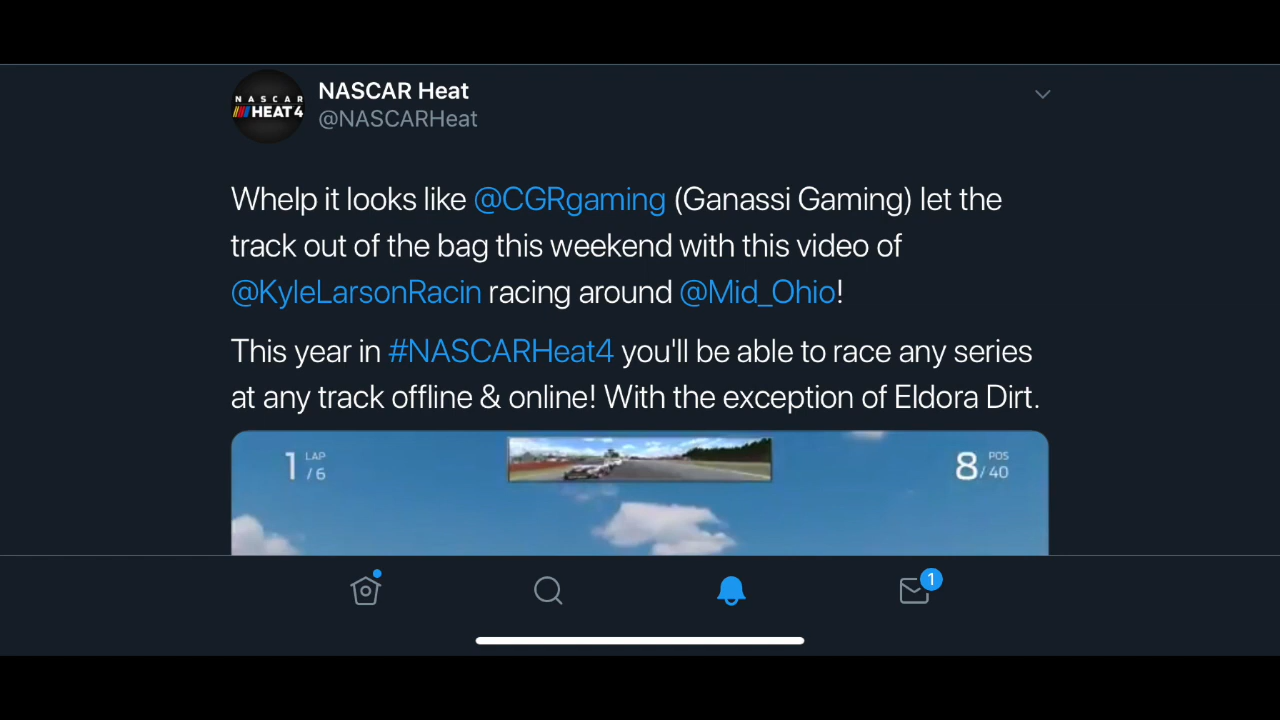 NASCAR
HEAT 4
NASCAR Heat
@NASCARHeat
Whelp it looks like @CGRgaming (Ganassi Gaming) let the
track out of the bag this weekend with this video of
@KyleLarsonRacin racing around @Mid_Ohio!
This year in #NASCARHeat4 you'll be able to race any series
at any track offline & online! With the exception of Eldora Dirt.
1 LAP /6
8 POS /40
1